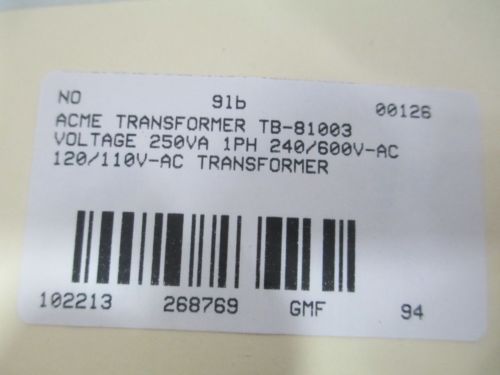 NO 91b 00126
ACME TRANSFORMER TB-81003
VOLTAGE 250VA 1PH 240/600V-AC
120/110V-AC TRANSFORMER
102213 268769 GMF 94